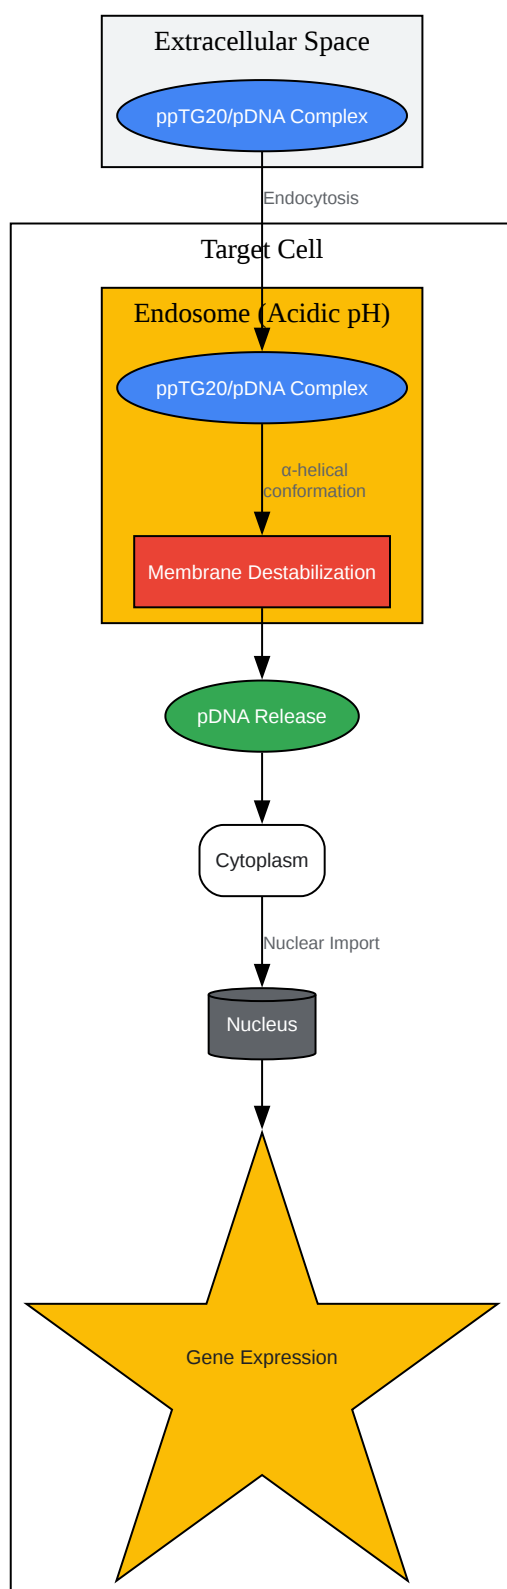 Extracellular Space
ppTG20/pDNA Complex
Endocytosis
Target Cell
Endosome (Acidic pH)
ppTG20/pDNA Complex
α-helical
conformation
Membrane Destabilization
pDNA Release
Cytoplasm
Nuclear Import
Nucleus
Gene Expression